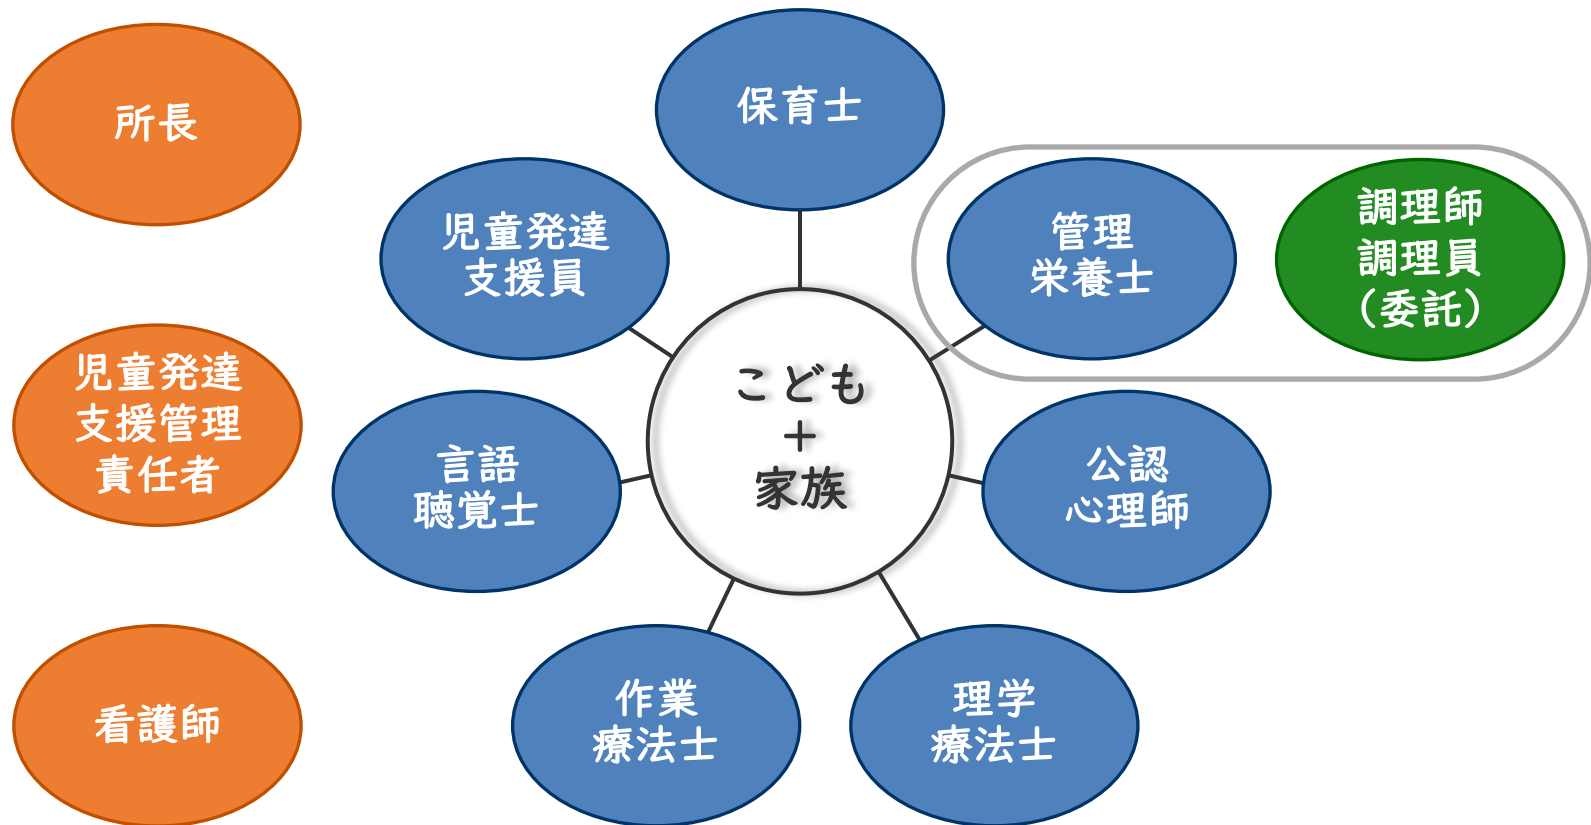 所長
児童発達
支援管理
責任者
看護師
保育士
児童発達
支援員
管理
栄養士
調理師
調理員
（委託）
こども
＋
家族
言語
聴覚士
公認
心理師
作業
療法士
理学
療法士